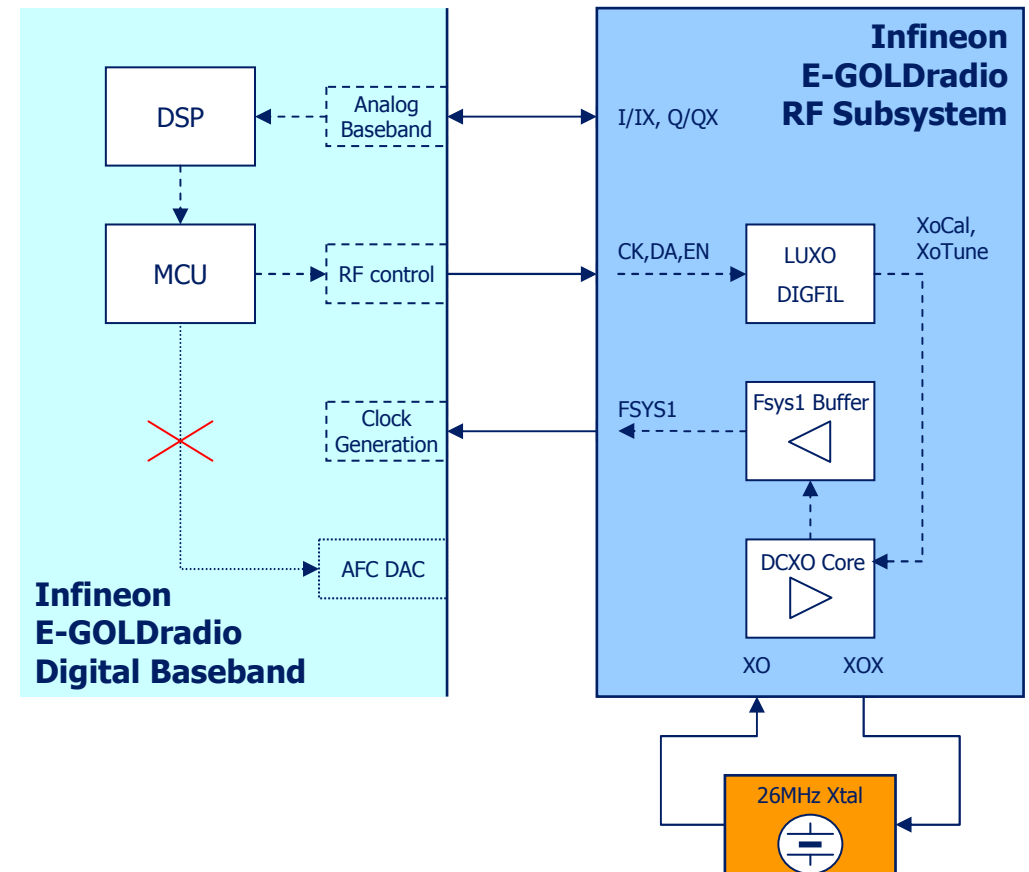 Infineon
E-GOLDradio
RF Subsystem
DSP
Analog
Baseband
I/IX, Q/QX
MCU
RF control
CK,DA,EN
LUXO
DIGFIL
XoCal,
XoTune
Clock
Generation
FSYS1
Fsys1 Buffer
AFC DAC
DCXO Core
Infineon
E-GOLDradio
Digital Baseband
XO
XOX
26MHz Xtal